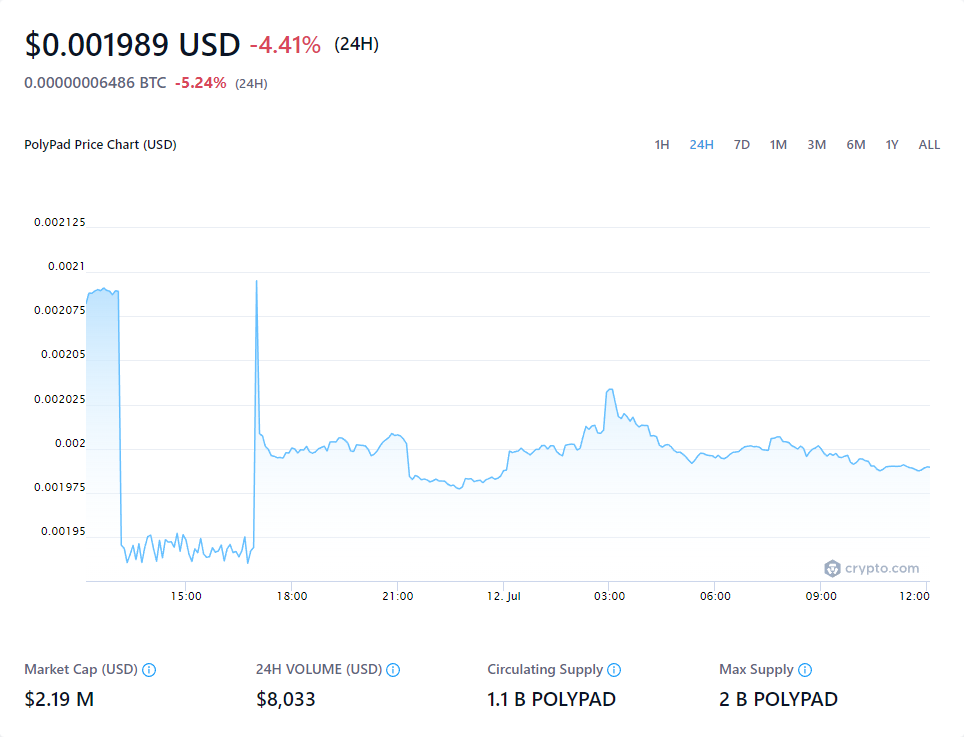 $0.001989 USD -4.41% (24H)
0.00000006486 BTC -5.24% (24H)
PolyPad Price Chart (USD) 1H 24H 7D 1M 3M 6M 1Y ALL
0.002125
0.0021
0.002075
0.00205
0.002025
0.002
0.001975
0.00195
crypto.com
15:00 18:00 21:00 12. Jul 03:00 06:00 09:00 12:00
Market Cap (USD) 24H VOLUME (USD) Circulating Supply Max Supply
$2.19 M $8,033 1.1 B POLYPAD 2 B POLYPAD